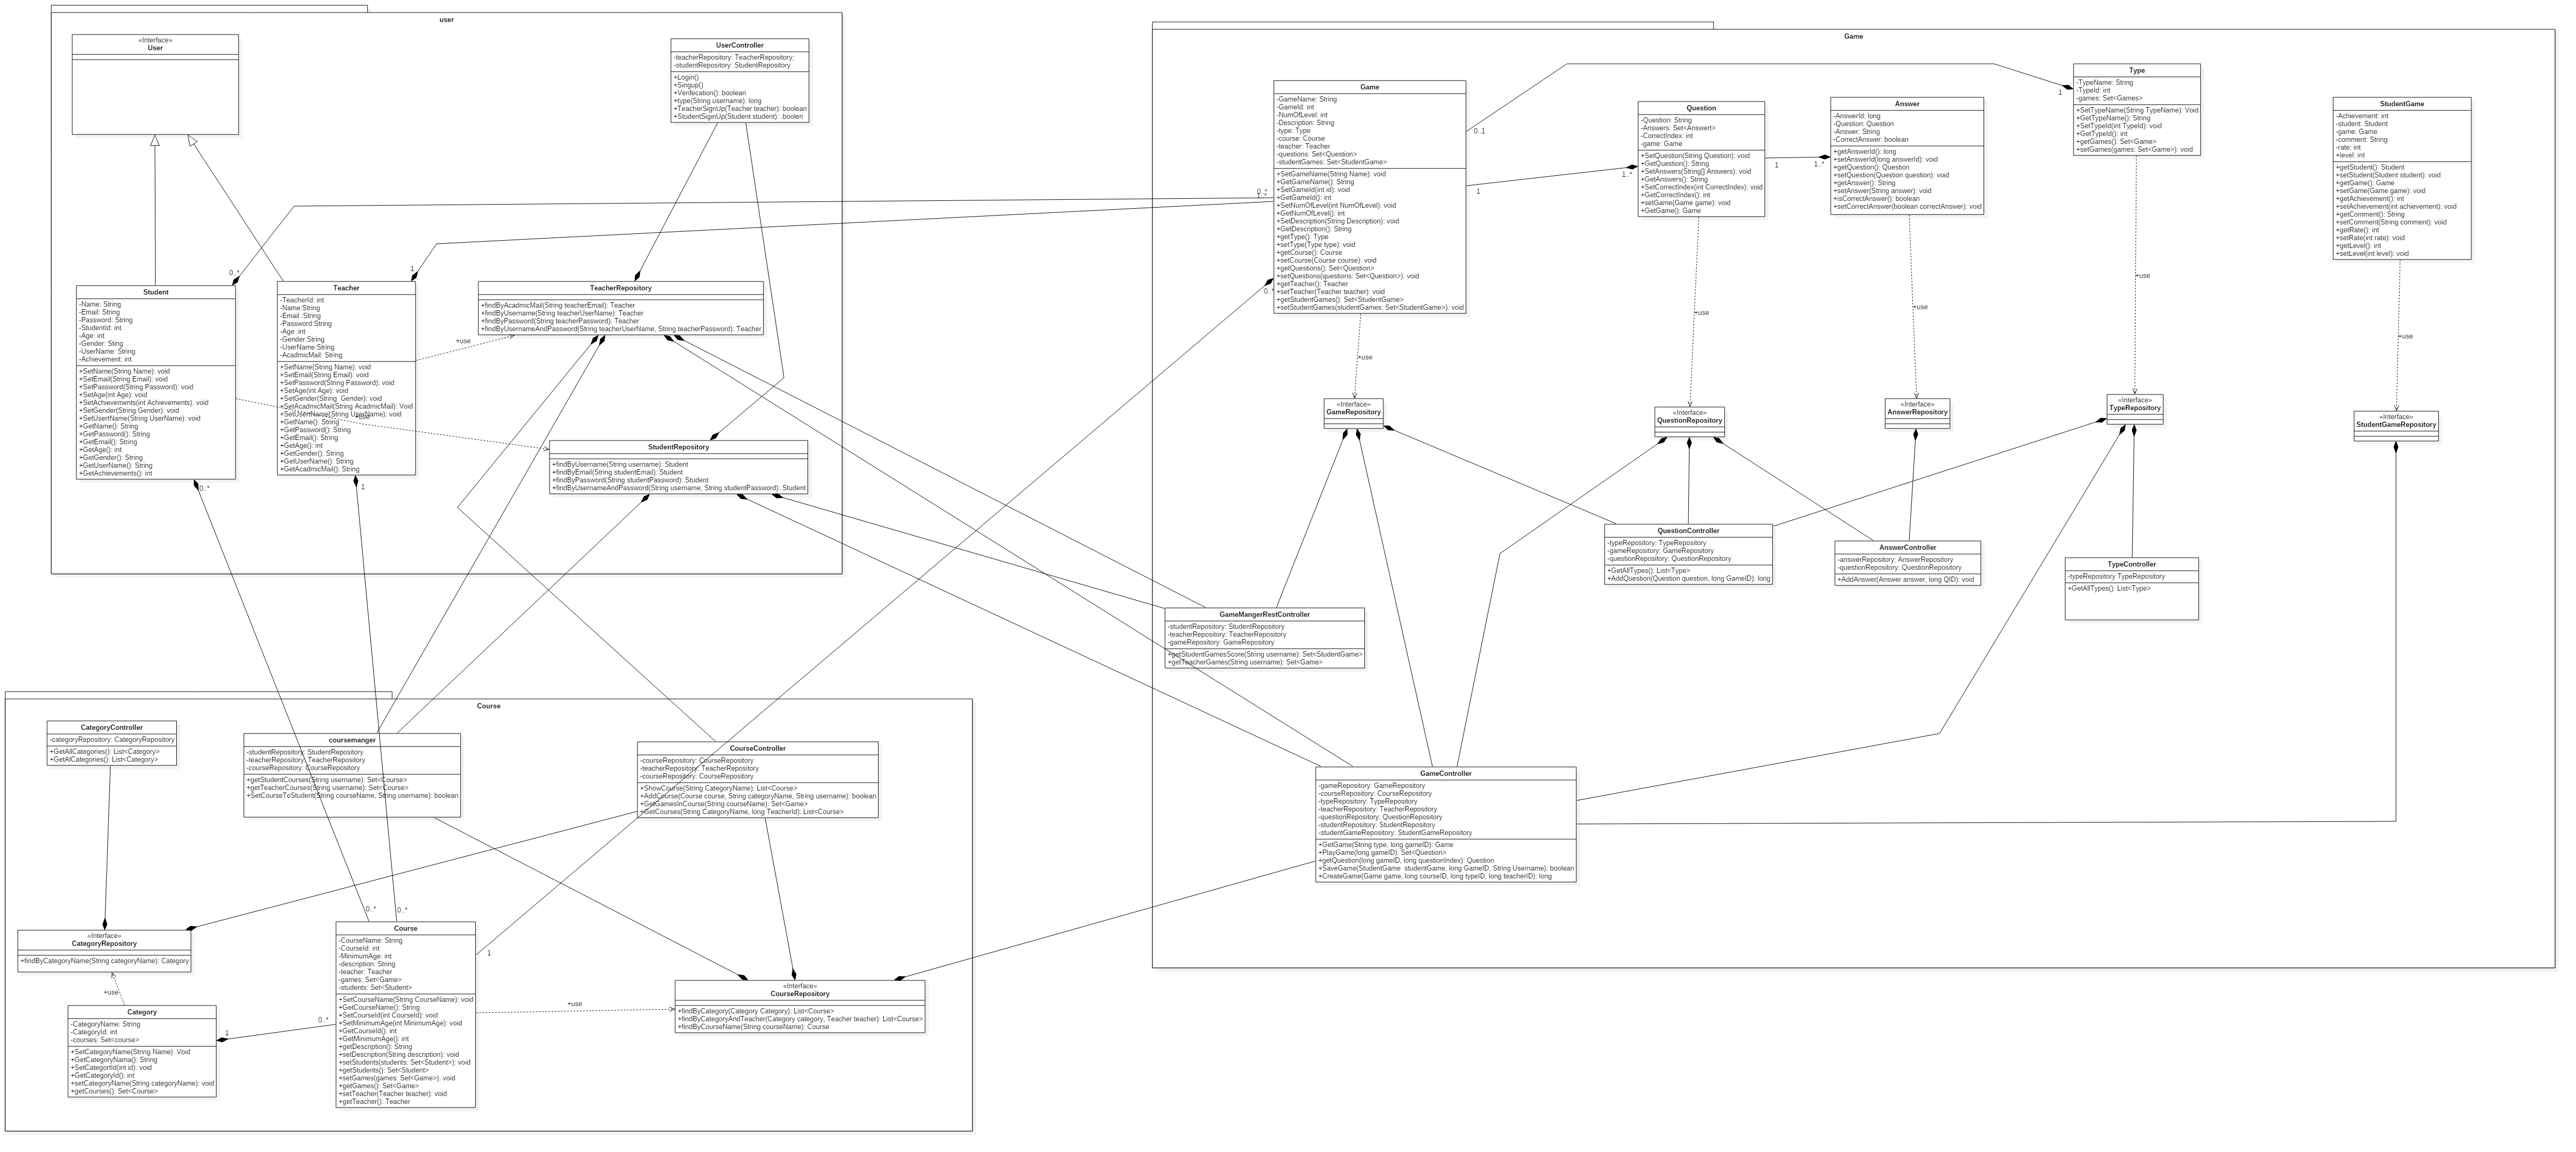 user
«Interface»
User
UserController
-teacherRepository: TeacherRepository;
-studentRepository: StudentRepository
+Login()
+Singup()
+Verifecation(): boolean
+type(String username): long
+TeacherSignUp(Teacher teacher): boolean
+StudentSiginUp(Student student): :boolen
Student
-Name: String
-Email: String
-Password: String
-StudentId: int
-Age: int
-Gender: Sting
-UserName: String
-Achievement: int
+SetName(String Name): void
+SetEmail(String Email): void
+SetPassword(String Password): void
+SetAge(int Age): void
+SetAchievements(int Achievements): void
+SetGender(String Gender): void
+SetUsertName(String UserName): void
+GetName(): String
+GetPassword(): String
+GetEmail(): String
+GetAge(): int
+GetGender(): String
+GetUserName(): String
+GetAchievements(): int
0..*
0..*
Teacher
-TeacherId: int
-Name:String
-Email :String
-Password:String
-Age :int
-Gender:String
-UserName:String
-AcadmicMail: String
+SetName(String Name): void
+SetEmail(String Email): void
+SetPassword(String Password): void
+SetAge(int Age): void
+SetGender(String  Gender): void
+SetAcadmicMail(String AcadmicMail): Void
+SetUsertName(String UserName): void
+GetName(): String
+GetPassword(): String
+GetEmail(): String
+GetAge(): int
+GetGender(): String
+GetUserName(): String
+GetAcadmicMail(): String
1
1
+use
+use
TeacherRepository
+findByAcadmicMail(String teacherEmail): Teacher
+findByUsername(String teacherUserName): Teacher
+findByPassword(String teacherPassword): Teacher
+findByUsernameAndPassword(String teacherUserName, String teacherPassword): Teacher
StudentRepository
+findByUsername(String username): Student
+findByEmail(String studentEmail): Student
+findByPassword(String studentPassword): Student
+findByUsernameAndPassword(String username, String studentPassword): Student
Game
Game
-GameName: String
-GameId: int
-NumOfLevel: int
-Description: String
-type: Type
-course: Course
-teacher: Teacher
-questions: Set<Question>
-studentGames: Set<StudentGame>
+SetGameName(String Name): void
+GetGameName(): String
+SetGameId(int id): void
+GetGameId(): int
+SetNumOfLevel(int NumOfLevel): void
+GetNumOfLevel(): int
+SetDescription(String Description): void
+GetDescription(): String
+getType(): Type
+setType(Type type): void
+getCourse(): Course
+setCourse(Course course): void
+getQuestions(): Set<Question>
+setQuestions(questions: Set<Question>): void
+getTeacher(): Teacher
+setTeacher(Teacher teacher): void
+getStudentGames(): Set<StudentGame>
+setStudentGames(studentGames: Set<StudentGame>): void
0..1
0..*
1
1..*
1
1..*
1
Question
-Question: String
-Answers: Set<Answert>
-CorrectIndex: int
-game: Game
+SetQuestion(String Question): void
+GetQuestion(): String
+SetAnswers(String[] Answers): void
+GetAnswers(): String
+SetCorrectIndex(int CorrectIndex): void
+GetCorrectIndex(): int
+setGame(Game game): void
+GetGame(): Game
Answer
-AnswerId: long
-Question: Question
-Answer: String
-CorrectAnswer: boolean
+getAnswerId(): long
+setAnswerId(long answerId): void
+getQuestion(): Question
+setQuestion(Question question): void
+getAnswer(): String
+setAnswer(String answer): void
+isCorrectAnswer(): boolean
+setCorrectAnswer(boolean correctAnswer): void
Type
-TypeName: String
-TypeId: int
-games: Set<Games>
+SetTypeName(String TypeName): Void
+GetTypeName(): String
+SetTypeId(int TypeId): void
+GetTypeId(): int
+getGames(): Set<Game>
+setGames(games: Set<Game>): void
StudentGame
-Achievement: int
-student: Student
-game: Game
-comment: String
-rate: int
+level: int
+getStudent(): Student
+setStudent(Student student): void
+getGame(): Game
+setGame(Game game): void
+getAchievement(): int
+setAchievement(int achievement): void
+getComment(): String
+setComment(String comment): void
+getRate(): int
+setRate(int rate): void
+getLevel(): int
+setLevel(int level): void
+use
+use
+use
+use
+use
«Interface»
GameRepository
«Interface»
QuestionRepository
«Interface»
AnswerRepository
«Interface»
TypeRepository
«Interface»
StudentGameRepository
QuestionController
-typeRepository: TypeRepository
-gameRepository: GameRepository
-questionRepository: QuestionRepository
+GetAllTypes(): List<Type>
+AddQuestion(Question question, long GameID): long
AnswerController
-answerRepository: AnswerRepository
-questionRepository: QuestionRepository
+AddAnswer(Answer answer, long QID): void
TypeController
-typeRepository TypeRepository
+GetAllTypes(): List<Type>
GameMangerRestController
-studentRepository: StudentRepository
-teacherRepository: TeacherRepository
-gameRepository: GameRepository
+getStudentGamesScore(String username): Set<StudentGame>
+getTeacherGames(String username): Set<Game>
GameController
-gameRepository: GameRepository
-courseRepository: CourseRepository
-typeRepository: TypeRepository
-teacherRepository: TeacherRepository
-questionRepository: QuestionRepository
-studentRepository: StudentRepository
-studentGameRepository: StudentGameRepository
+GetGame(String type, long gameID): Game
+PlayGame(long gameID): Set<Question>
+getQuestion(long gameID, long questionIndex): Question
+SaveGame(StudentGame  studentGame, long GameID, String Username): boolean
+CreateGame(Game game, long courseID, long typeID, long teacherID): long
Course
CategoryController
-categoryRepository: CategoryRepository
+GetAllCategories(): List<Category>
+GetAlCategories(): List<Category>
coursemanger
-studentRepository: StudentRepository
-teacherRepository: TeacherRepository
-courseRepository: CourseRepository
+getStudentCourses(String username): Set<Course>
+getTeacherCourses(String username): Set<Course>
+SetCourseToStudent(String courseName, String username): boolean
CourseController
-courseRepository: CourseRepository
-teacherRepository: TeacherRepository
-courseRepository: CourseRepository
+ShowCourse(String CategoryName): List<Course>
+AddCourse(Course course, String categoryName, String username): boolean
+GetGamesInCourse(String courseName): Set<Game>
+GetCourses(String CategoryName, long TeacherId): List<Course>
«Interface»
CategoryRepository
+findByCategoryName(String categoryName): Category
+use
Category
-CategoryName: String
-CategoryId: int
-courses: Set<course>
+SetCategoryName(String Name): Void
+GetCategoryNama(): String
+SetCategortId(int id): void
+GetCategoryId(): int
+setCategoryName(String categoryName): void
+getCourses(): Set<Course>
1
0..*
0..*
0..*
1
Course
-CourseName: String
-CourseId: int
-MinimumAge: int
-description: String
-teacher: Teacher
-games: Set<Game>
-students: Set<Student>
+SetCourseName(String CourseName): void
+GetCourseName(): String
+SetCourseId(int CourseId): void
+SetMinimumAge(int MinimumAge): void
+GetCourseId(): int
+GetMinimumAge(): int
+getDescription(): String
+setDescription(String description): void
+setStudents(students: Set<Student>): void
+getStudents(): Set<Student>
+setGames(games: Set<Game>): void
+getGames(): Set<Game>
+setTeacher(Teacher teacher): void
+getTeacher(): Teacher
+use
«Interface»
CourseRepository
+findByCategory(Category Category): List<Course>
+findByCategoryAndTeacher(Category category, Teacher teacher): List<Course>
+findByCourseName(String courseName): Course